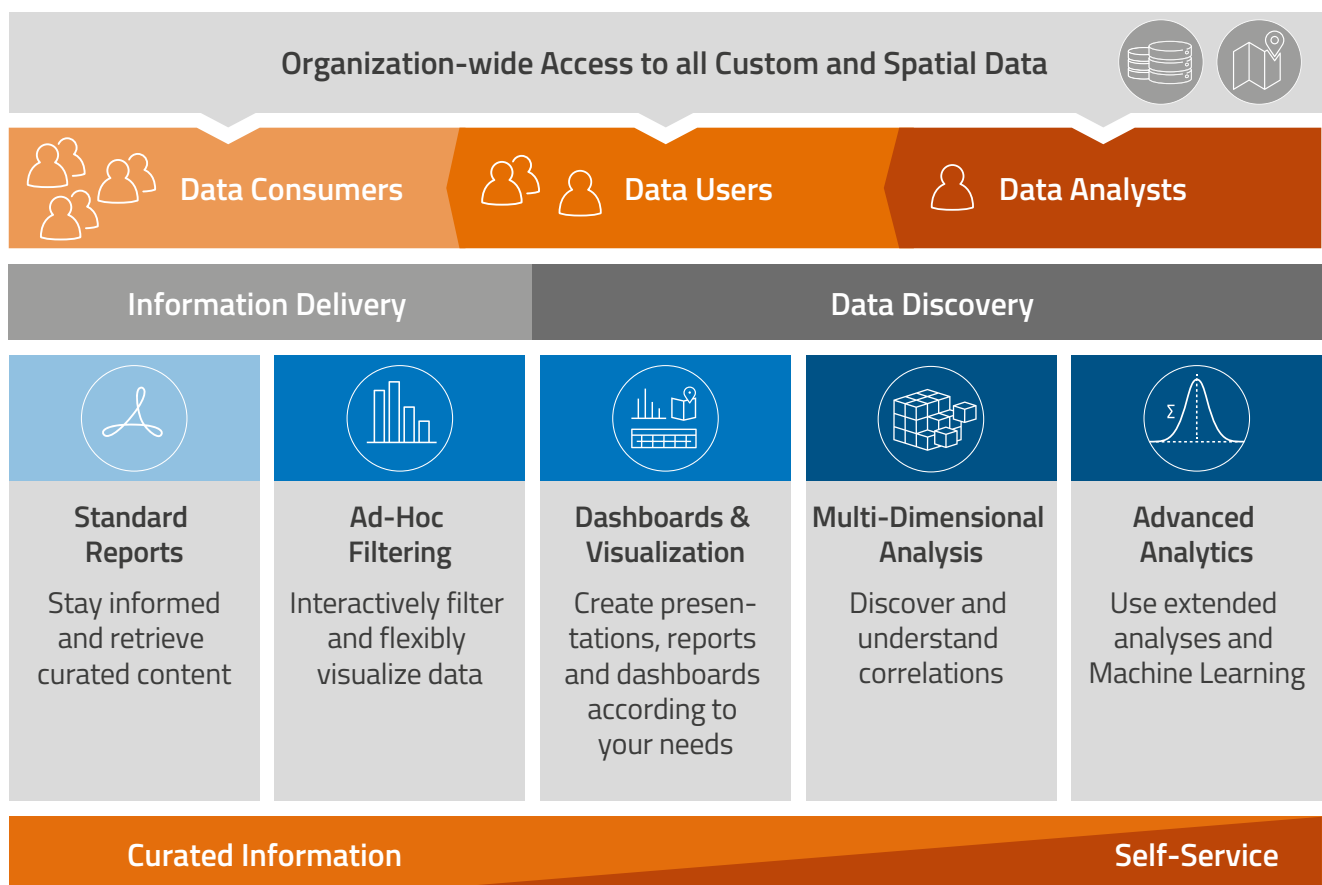 Organization-wide Access to all Custom and Spatial Data
Data Consumers
Data Users
Data Analysts
Information Delivery
Data Discovery
Standard
Reports
Stay informed
and retrieve
curated content
Ad-Hoc
Filtering
Interactively filter
and flexibly
visualize data
Dashboards &
Visualization
Create presen-
tations, reports
and dashboards
according to
your needs
Multi-Dimensional
Analysis
Discover and
understand
correlations
Σ
Advanced
Analytics
Use extended
analyses and
Machine Learning
Curated Information
Self-Service